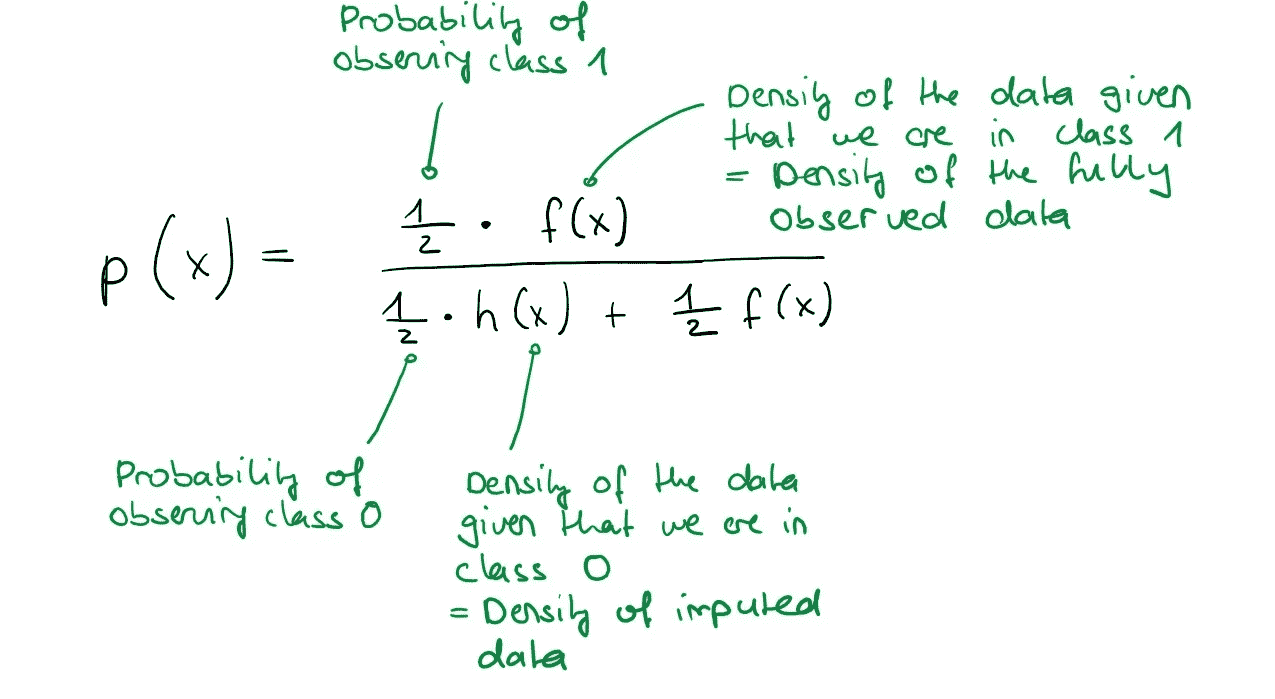 Probability of
observing class 1
Density of the data given
that we are in class 1
= Density of the fully
observed data
p(x) = \frac{\frac{1}{2} \cdot f(x)}{\frac{1}{2} \cdot h(x) + \frac{1}{2} f(x)}
Probability of
observing class 0
Density of the data
given that we are in
class 0
= Density of imputed
data